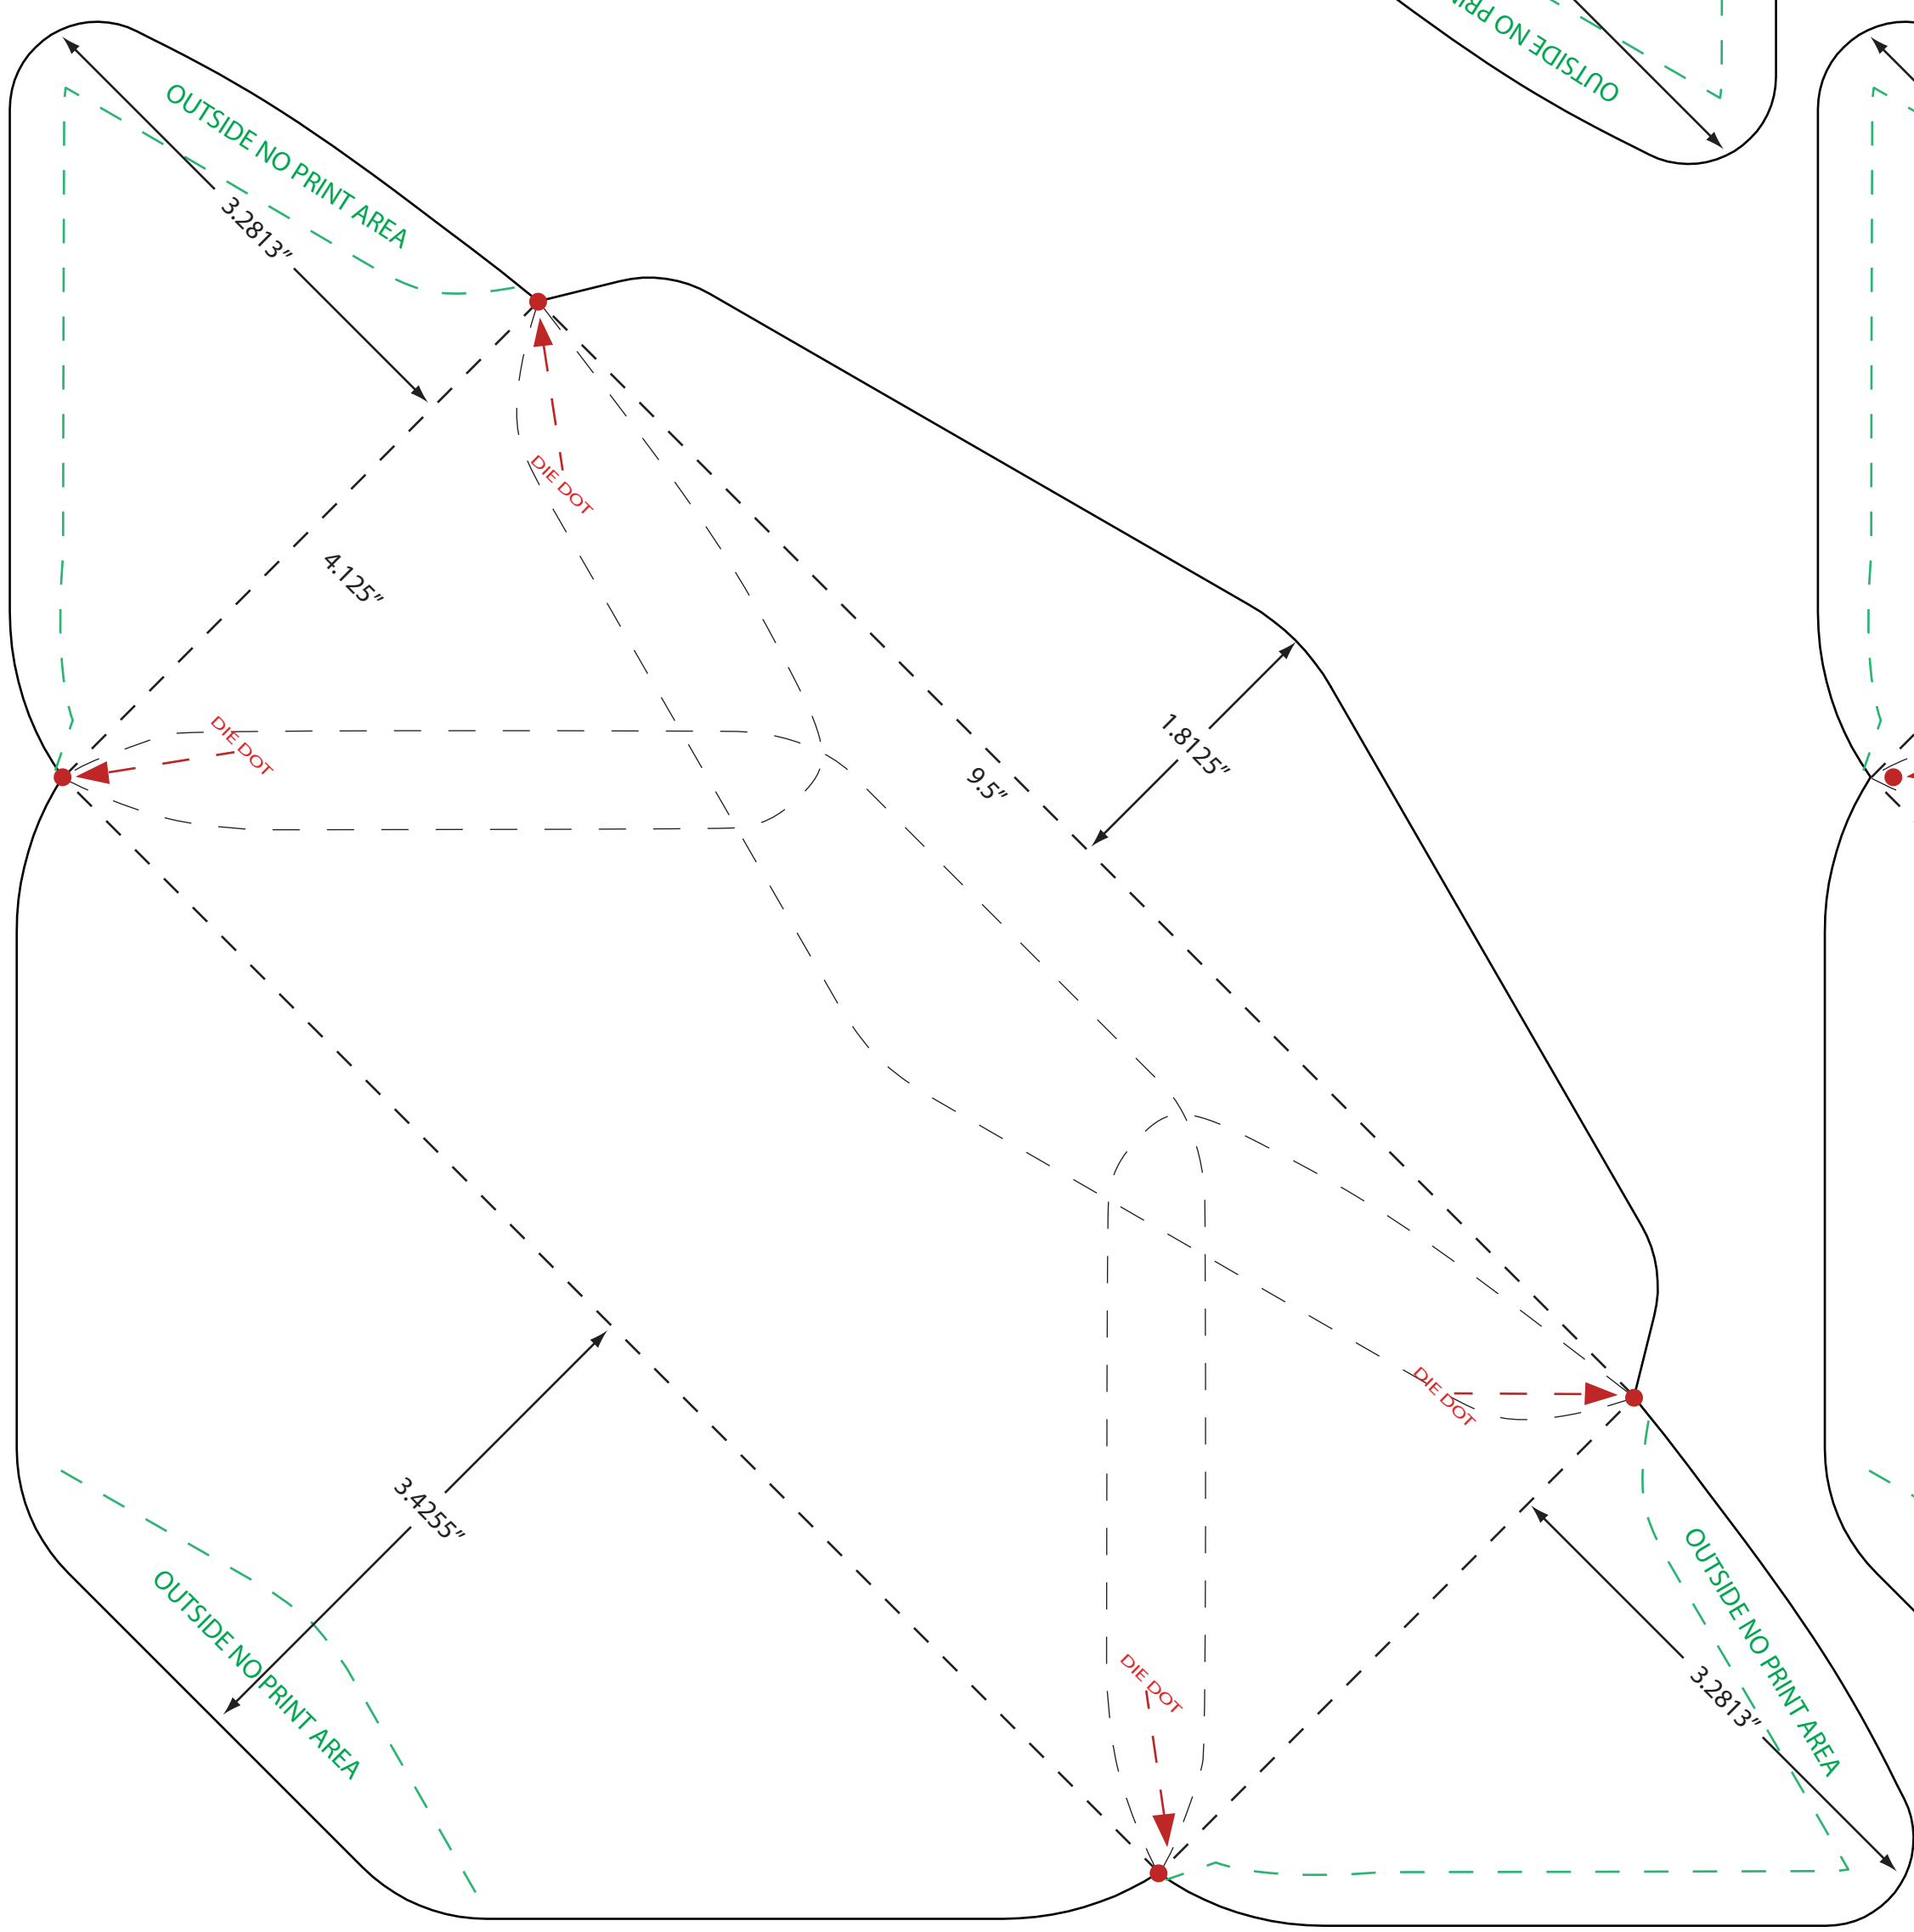 OUTSIDE NO PRI
OUTSIDE NO PRINT AREA
3.2813”
DIE DOT
4.125”
DIE DOT
1.8125”
9.5”
DIE DOT
3.4255”
OUTSIDE NO PRINT AREA
OUTSIDE NO PRINT AREA
DIE DOT
3.2813”